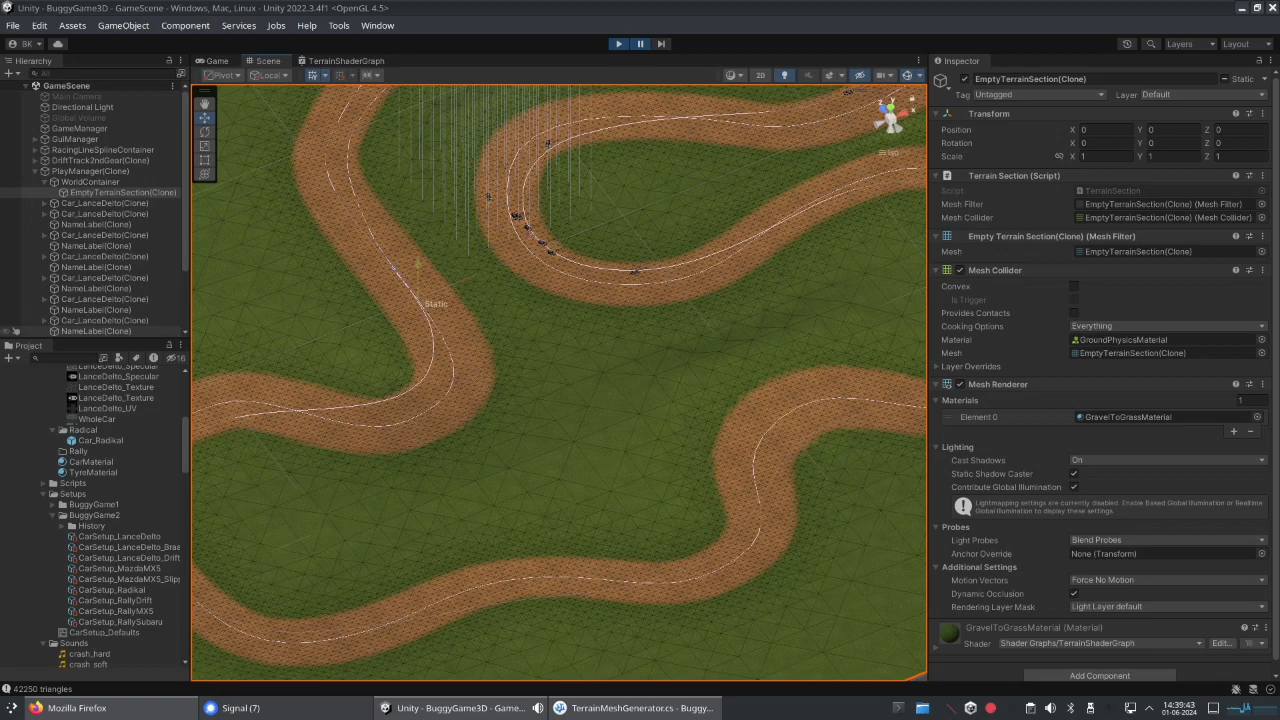 Unity - BuggyGame3D - GameScene - Windows, Mac, Linux - Unity 2022.3.4f1 <OpenGL 4.5>
File Edit Assets GameObject Component Services Jobs Help Tools Window
BK Layers Layout
Hierarchy
All
GameScene
Main Camera
Directional Light
Global Volume
GameManager
GuiManager
RacingLineSplineContainer
DriftTrack2ndGear(Clone)
PlayManager(Clone)
WorldContainer
EmptyTerrainSection(Clone)
Car_LanceDelto(Clone)
Car_LanceDelto(Clone)
NameLabel(Clone)
Car_LanceDelto(Clone)
NameLabel(Clone)
Car_LanceDelto(Clone)
NameLabel(Clone)
Car_LanceDelto(Clone)
NameLabel(Clone)
Car_LanceDelto(Clone)
NameLabel(Clone)
Car_LanceDelto(Clone)
NameLabel(Clone)
Project
16
LanceDelto_Specular
LanceDelto_Specular
LanceDelto_Texture
LanceDelto_Texture
LanceDelto_UV
WholeCar
Radical
Car_Radikal
Rally
CarMaterial
TyreMaterial
Scripts
Setups
BuggyGame1
BuggyGame2
History
CarSetup_LanceDelto
CarSetup_LanceDelto_Braa
CarSetup_LanceDelto_Drift
CarSetup_MazdaMX5
CarSetup_MazdaMX5_Slipp
CarSetup_Radikal
CarSetup_RallyDrift
CarSetup_RallyMX5
CarSetup_RallySubaru
CarSetup_Defaults
Sounds
crash_hard
crash_soft
Game Scene TerrainShaderGraph
Pivot Local 2D
y x z
Iso
Static
Inspector
EmptyTerrainSection(Clone) Static
Tag Untagged Layer Default
Transform
Position X 0 Y 0 Z 0
Rotation X 0 Y 0 Z 0
Scale X 1 Y 1 Z 1
Terrain Section (Script)
Script TerrainSection
Mesh Filter EmptyTerrainSection(Clone) (Mesh Filter)
Mesh Collider EmptyTerrainSection(Clone) (Mesh Collider)
Empty Terrain Section(Clone) (Mesh Filter)
Mesh EmptyTerrainSection(Clone)
Mesh Collider
Convex
Is Trigger
Provides Contacts
Cooking Options Everything
Material GroundPhysicsMaterial
Mesh EmptyTerrainSection(Clone)
Layer Overrides
Mesh Renderer
Materials 1
Element 0 GravelToGrassMaterial
Lighting
Cast Shadows On
Static Shadow Caster
Contribute Global Illumination
Lightmapping settings are currently disabled. Enable Baked Global Illumination or Realtime
Global Illumination to display these settings.
Probes
Light Probes Blend Probes
Anchor Override None (Transform)
Additional Settings
Motion Vectors Force No Motion
Dynamic Occlusion
Rendering Layer Mask Light Layer default
GravelToGrassMaterial (Material)
Shader Shader Graphs/TerrainShaderGraph Edit...
Add Component
42250 triangles
Mozilla Firefox Signal (7) Unity - BuggyGame3D - Game... TerrainMeshGenerator.cs - Buggy... 14:39:43
01-06-2024